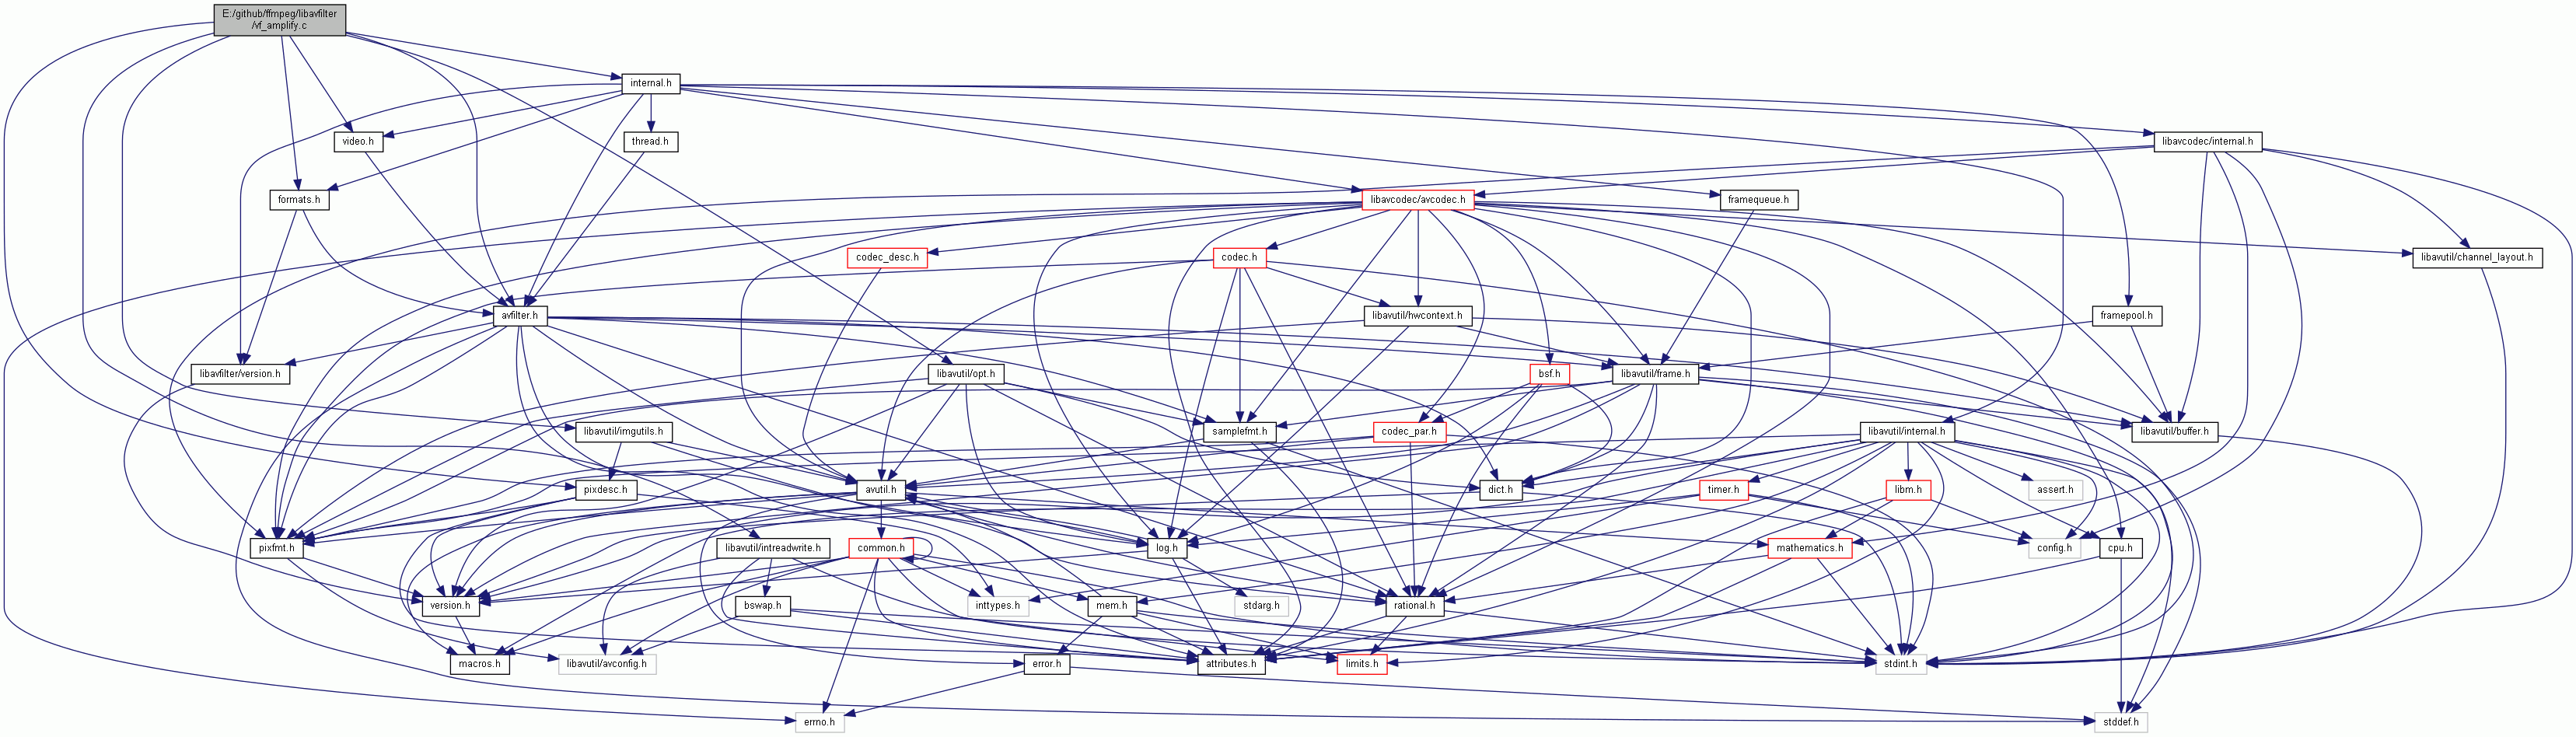 E:/github/ffmpeg/libavfilter
/vf_amplify.c
internal.h
video.h
thread.h
libavcodec/internal.h
formats.h
libavcodec/avcodec.h
framequeue.h
codec_desc.h
codec.h
libavutil/channel_layout.h
avfilter.h
libavutil/hwcontext.h
framepool.h
libavfilter/version.h
libavutil/opt.h
bsf.h
libavutil/frame.h
libavutil/imgutils.h
samplefmt.h
codec_par.h
libavutil/internal.h
libavutil/buffer.h
pixdesc.h
avutil.h
dict.h
timer.h
libm.h
assert.h
pixfmt.h
libavutil/intreadwrite.h
common.h
log.h
mathematics.h
config.h
cpu.h
version.h
bswap.h
inttypes.h
mem.h
stdarg.h
rational.h
macros.h
libavutil/avconfig.h
error.h
attributes.h
limits.h
stdint.h
errno.h
stddef.h